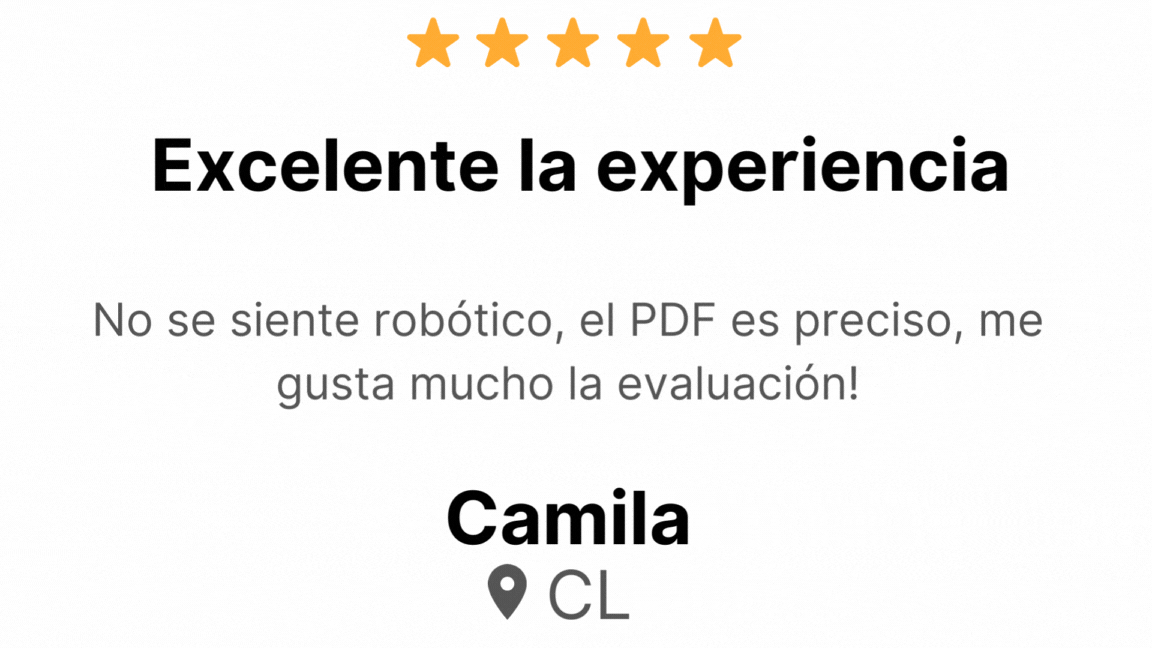 Excelente la experiencia
No se siente robótico, el PDF es preciso, me
gusta mucho la evaluación!
Camila
CL